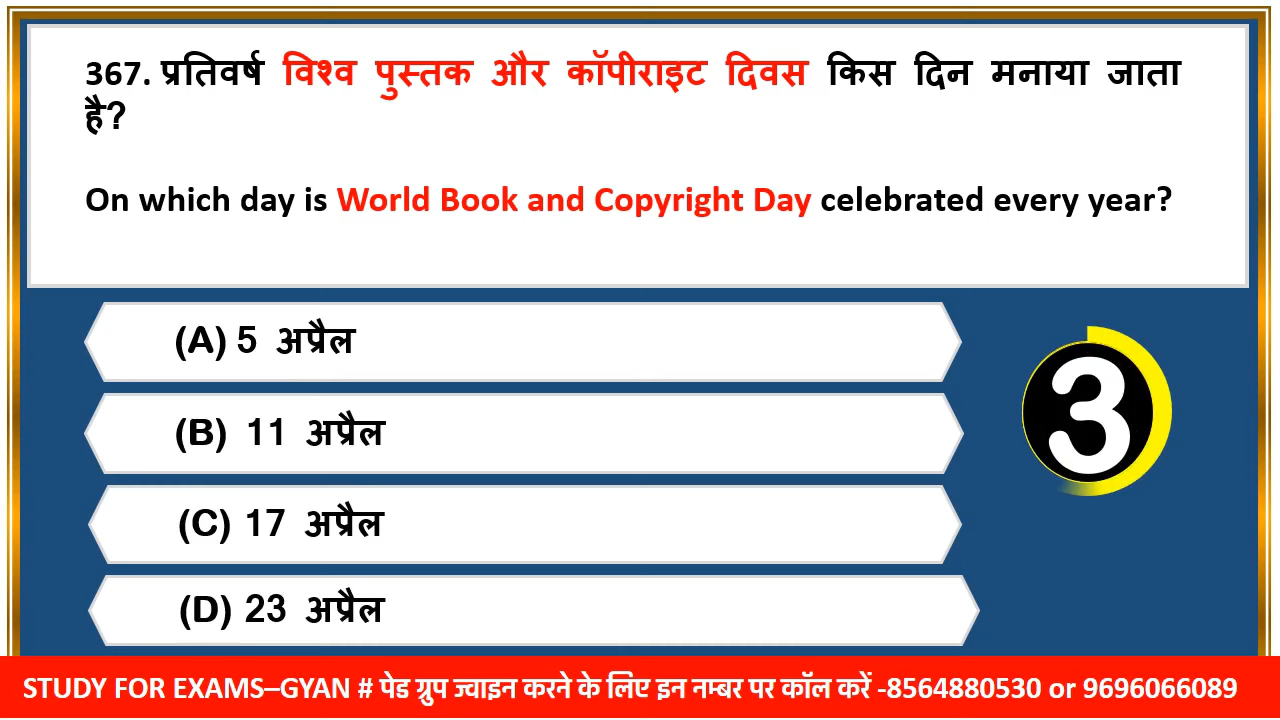 367. प्रतिवर्ष विश्व पुस्तक और कॉपीराइट दिवस किस दिन मनाया जाता
है?
On which day is World Book and Copyright Day celebrated every year?
(A) 5 अप्रैल
(B) 11 अप्रैल
3
(C) 17 अप्रैल
(D) 23 अप्रैल
STUDY FOR EXAMS–GYAN # पेड ग्रुप ज्वाइन करने के लिए इन नम्बर पर कॉल करें -8564880530 or 9696066089